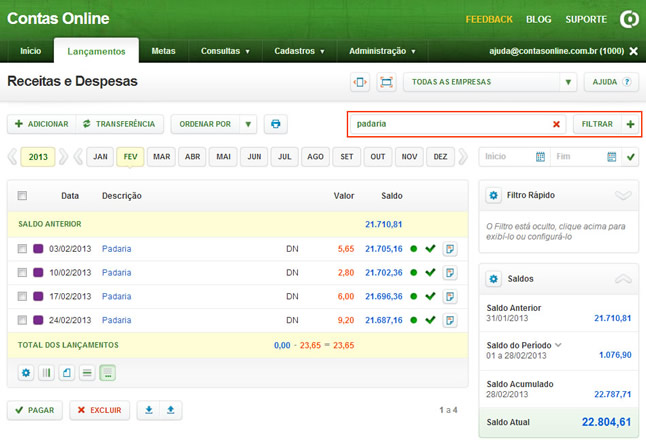 Contas Online
FEEDBACK BLOG SUPORTE
Início Lançamentos Metas Consultas Cadastros Administração ajuda@contasonline.com.br (1000)
Receitas e Despesas
TODAS AS EMPRESAS
AJUDA ?
ADICIONAR TRANSFERÊNCIA ORDENAR POR
padaria
FILTRAR
2013 JAN FEV MAR ABR MAI JUN JUL AGO SET OUT NOV DEZ
Início Fim
Data Descrição Valor Saldo
SALDO ANTERIOR 21.710,81
03/02/2013 Padaria DN 5,65 21.705,16
10/02/2013 Padaria DN 2,80 21.702,36
17/02/2013 Padaria DN 6,00 21.696,36
24/02/2013 Padaria DN 9,20 21.687,16
TOTAL DOS LANÇAMENTOS 0,00 - 23,65 = 23,65
PAGAR EXCLUIR
1 a 4
Filtro Rápido
O Filtro está oculto, clique acima para
exibí-lo ou configurá-lo
Saldos
Saldo Anterior
31/01/2013 21.710,81
Saldo do Periodo
01 a 28/02/2013 1.076,90
Saldo Acumulado
28/02/2013 22.787,71
Saldo Atual 22.804,61